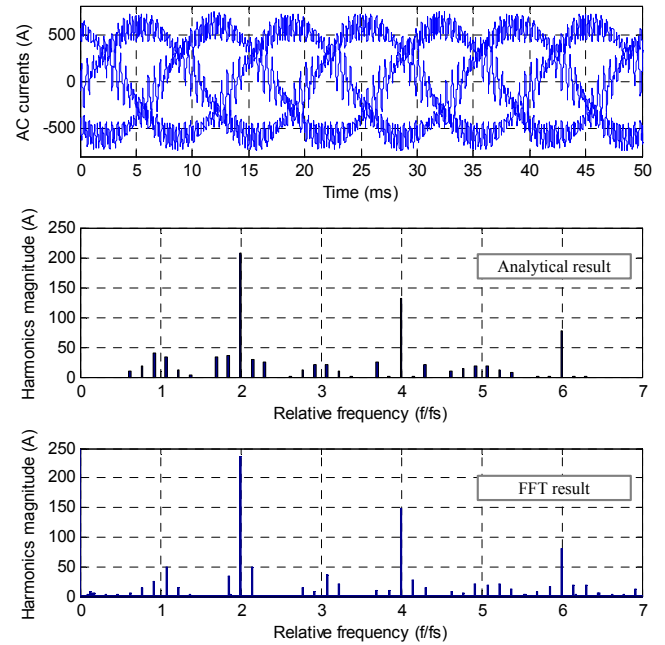 AC currents (A)
500
0
-500
0 5 10 15 20 25 30 35 40 45 50
Time (ms)
Harmonics magnitude (A)
250
200
150
100
50
0
Analytical result
0 1 2 3 4 5 6 7
Relative frequency (f/fs)
Harmonics magnitude (A)
250
200
150
100
50
0
FFT result
0 1 2 3 4 5 6 7
Relative frequency (f/fs)